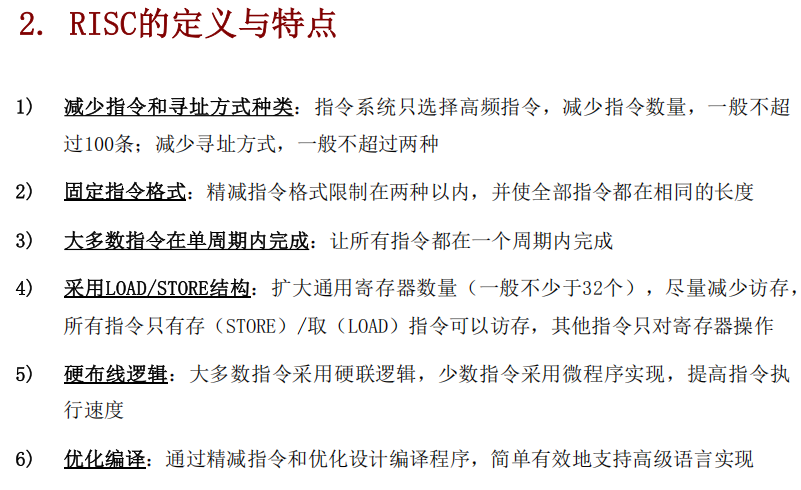 2. RISC的定义与特点
1) 减少指令和寻址方式种类：指令系统只选择高频指令，减少指令数量，一般不超
过100条；减少寻址方式，一般不超过两种
2) 固定指令格式：精减指令格式限制在两种以内，并使全部指令都在相同的长度
3) 大多数指令在单周期内完成：让所有指令都在一个周期内完成
4) 采用LOAD/STORE结构：扩大通用寄存器数量（一般不少于32个），尽量减少访存，
所有指令只有存（STORE）/取（LOAD）指令可以访存，其他指令只对寄存器操作
5) 硬布线逻辑：大多数指令采用硬联逻辑，少数指令采用微程序实现，提高指令执
行速度
6) 优化编译：通过精减指令和优化设计编译程序，简单有效地支持高级语言实现